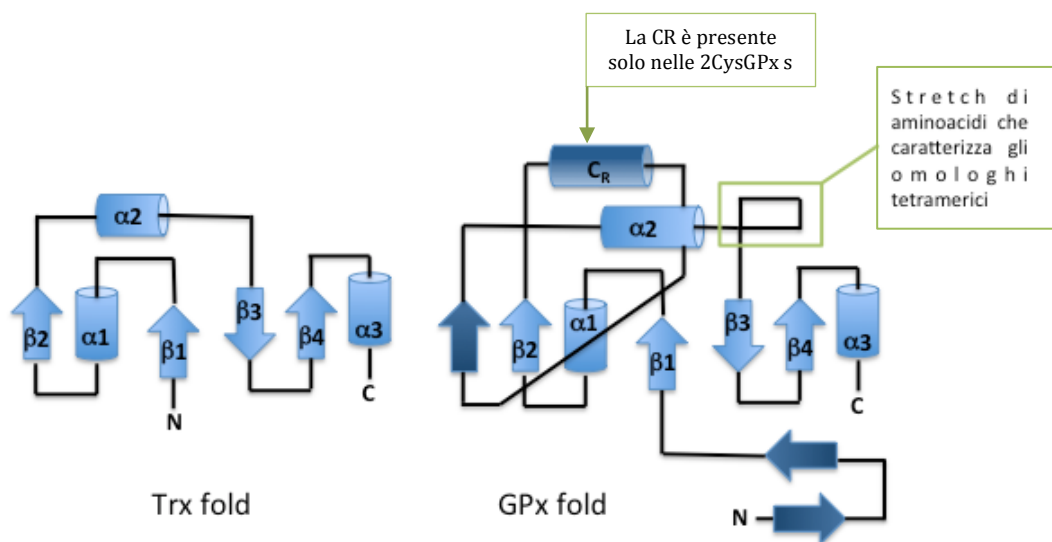 La CR è presente
solo nelle 2CysGPx s
Stretch di
aminoacidi che
caratterizza gli
omologhi
tetramerici
CR
α2
α2
β2
α1
β1
β3
β4
α3
N
C
β2
α1
β1
β3
β4
α3
C
N
Trx fold
GPx fold